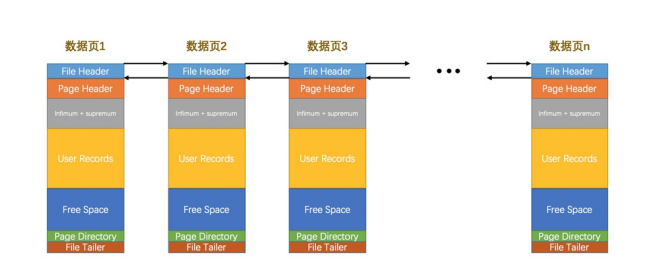 数据页1 数据页2 数据页3 数据页n
File Header File Header File Header ... File Header
Page Header Page Header Page Header Page Header
Infimum + supremum Infimum + supremum Infimum + supremum Infimum + supremum
User Records User Records User Records User Records
Free Space Free Space Free Space Free Space
Page Directory Page Directory Page Directory Page Directory
File Tailer File Tailer File Tailer File Tailer